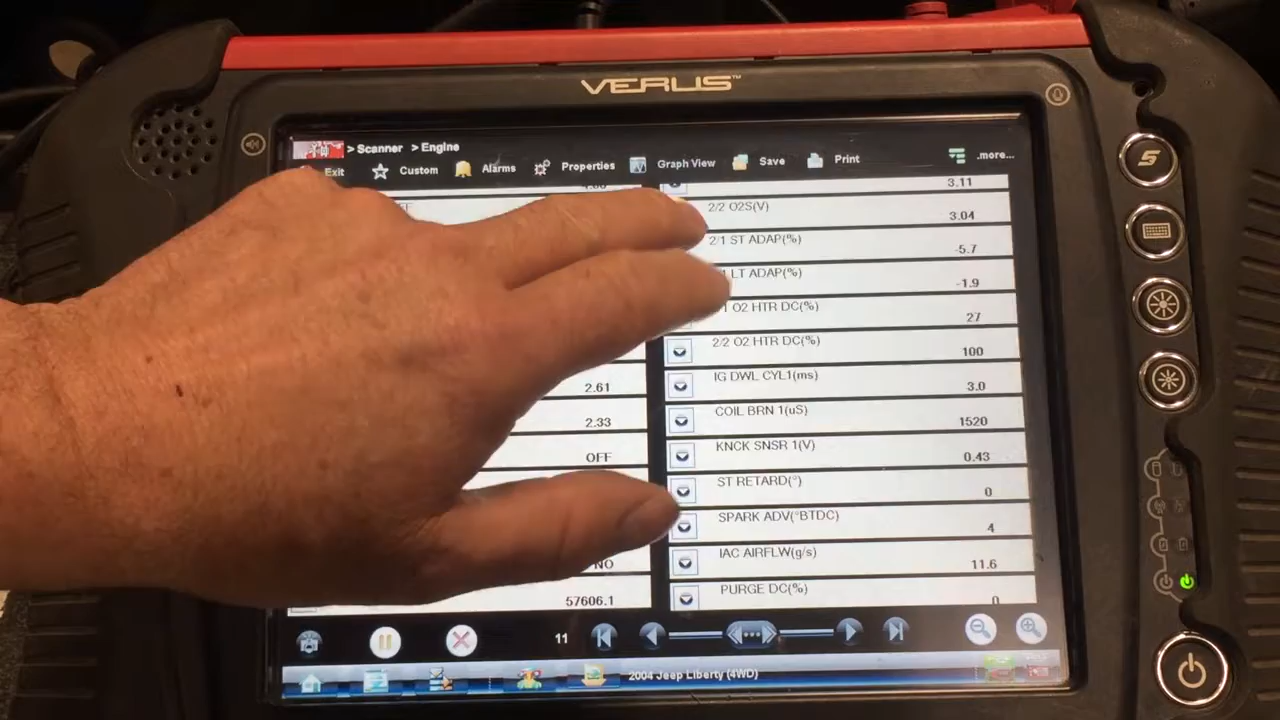 VERUS™
> Scanner > Engine
Exit Custom Alarms Properties Graph View Save Print .more...
3.11
2/2 O2S(V) 3.04
2/1 ST ADAP(%) -5.7
LT ADAP(%) -1.9
O2 HTR DC(%) 27
2/2 O2 HTR DC(%) 100
2.61 IG DWL CYL1(ms) 3.0
2.33 COIL BRN 1(uS) 1520
OFF KNCK SNSR 1(V) 0.43
ST RETARD(°) 0
SPARK ADV(°BTDC) 4
NO IAC AIRFLW(g/s) 11.6
57606.1 PURGE DC(%) 0
11
2004 Jeep Liberty (4WD)
S